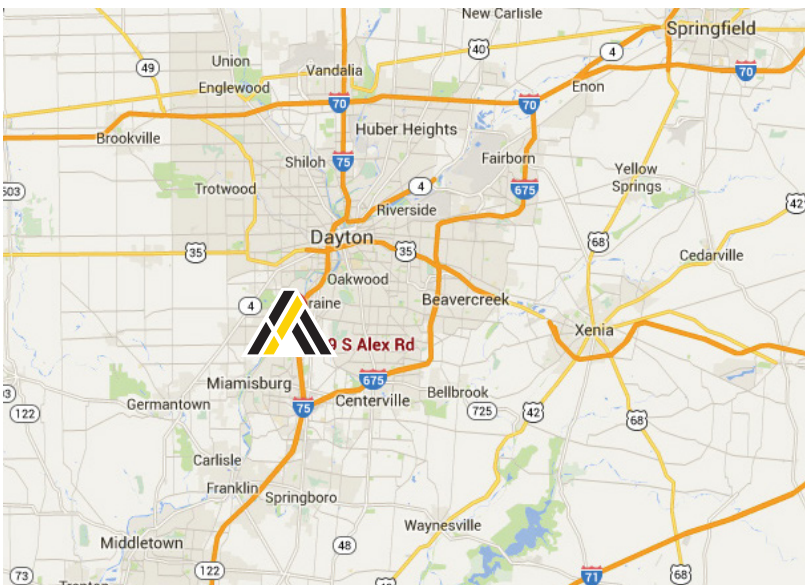 New Carlisle
Springfield
40
4
49
Union
Vandalia
70
Englewood
Enon
70
70
Brookville
Huber Heights
Shiloh
75
Fairborn
Yellow
Springs
503
Trotwood
4
675
42
Riverside
Dayton
68
35
35
Cedarville
Oakwood
Beavercreek
4
raine
Xenia
9 S Alex Rd
Miamisburg
675
Bellbrook
Germantown
75
Centerville
725
42
122
68
Carlisle
Franklin
Springboro
Waynesville
Middletown
48
73
122
71
68
Trenton